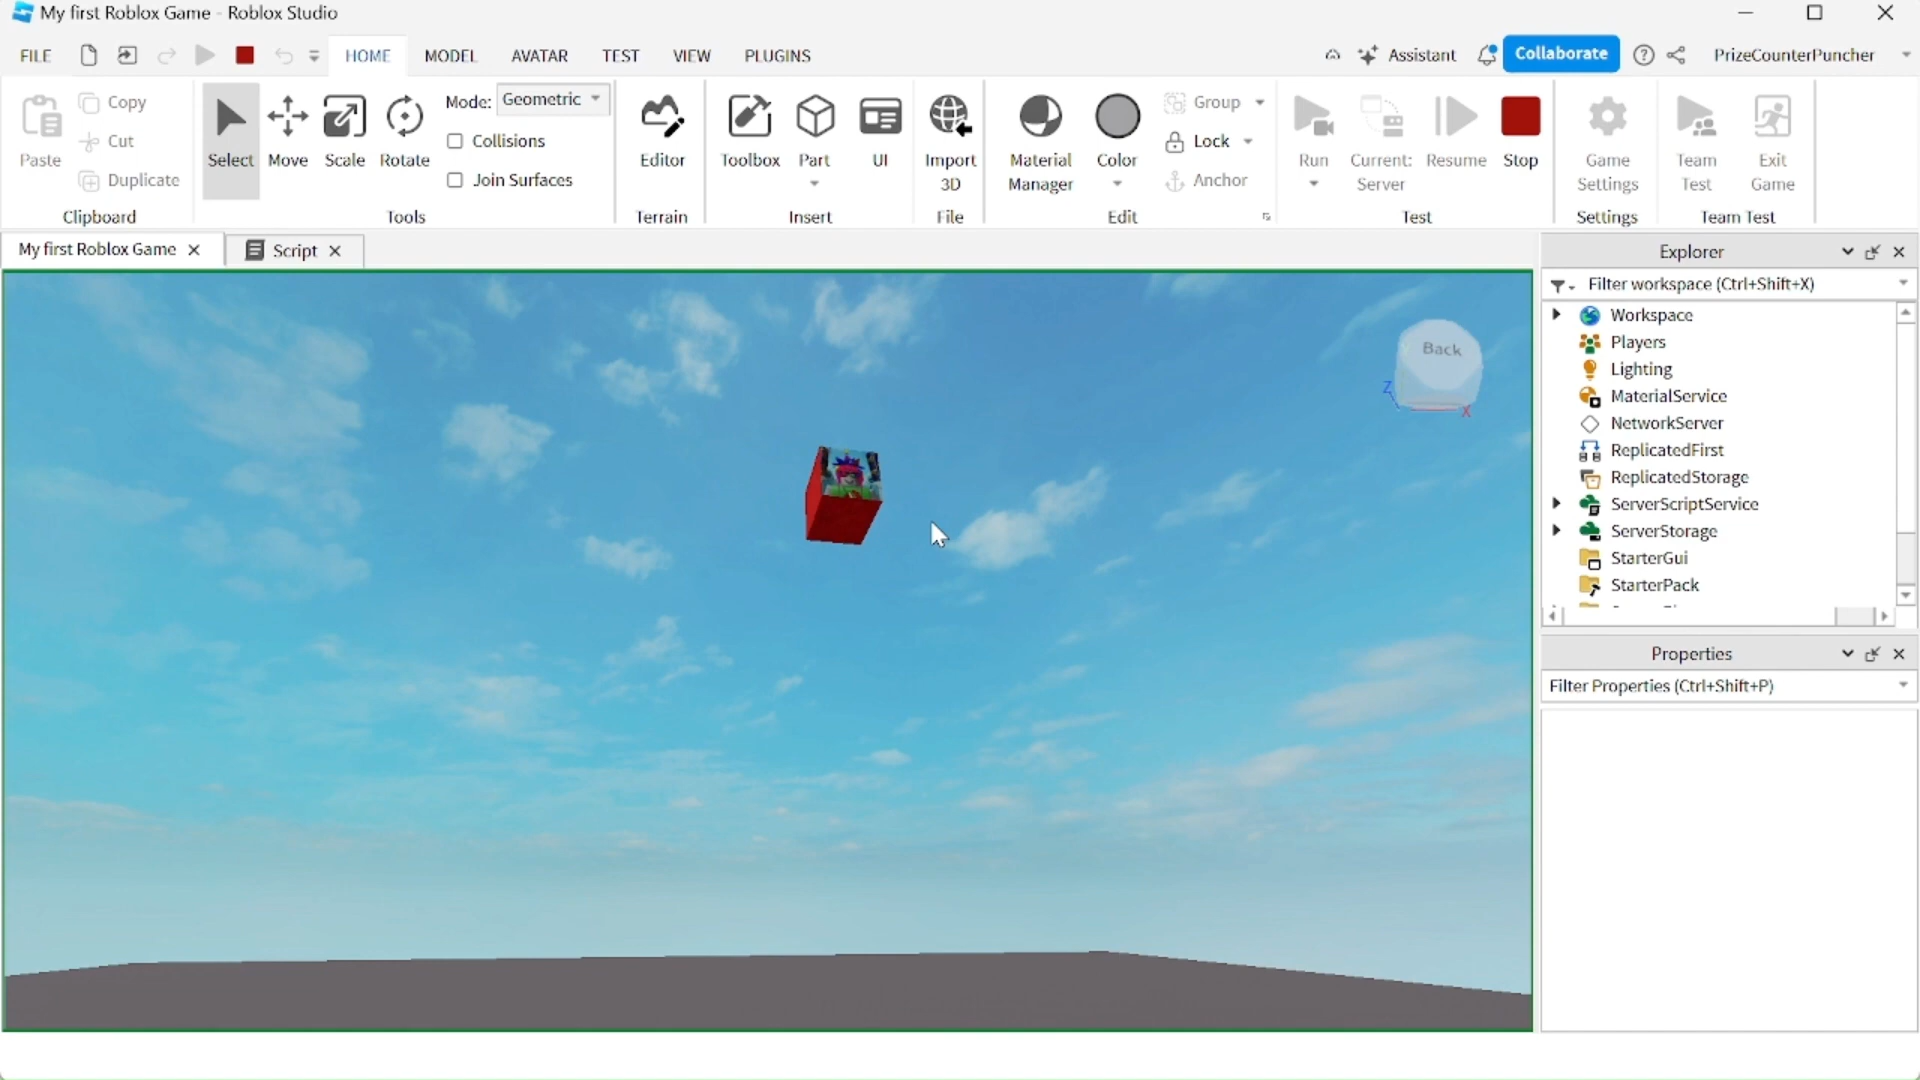 My first Roblox Game - Roblox Studio
FILE HOME MODEL AVATAR TEST VIEW PLUGINS Assistant Collaborate PrizeCounterPuncher
Paste
Copy
Cut
Duplicate
Clipboard
Select Move Scale Rotate
Mode: Geometric
Collisions
Join Surfaces
Tools
Editor
Terrain
Toolbox Part UI
Insert
Import
3D
File
Material
Manager
Color
Group
Lock
Anchor
Edit
Run
Current:
Server
Resume Stop
Test
Game
Settings
Settings
Team
Test
Exit
Game
Team Test
My first Roblox Game
Script
Back
Z
X
Explorer
Filter workspace (Ctrl+Shift+X)
Workspace
Players
Lighting
MaterialService
NetworkServer
ReplicatedFirst
ReplicatedStorage
ServerScriptService
ServerStorage
StarterGui
StarterPack
Properties
Filter Properties (Ctrl+Shift+P)